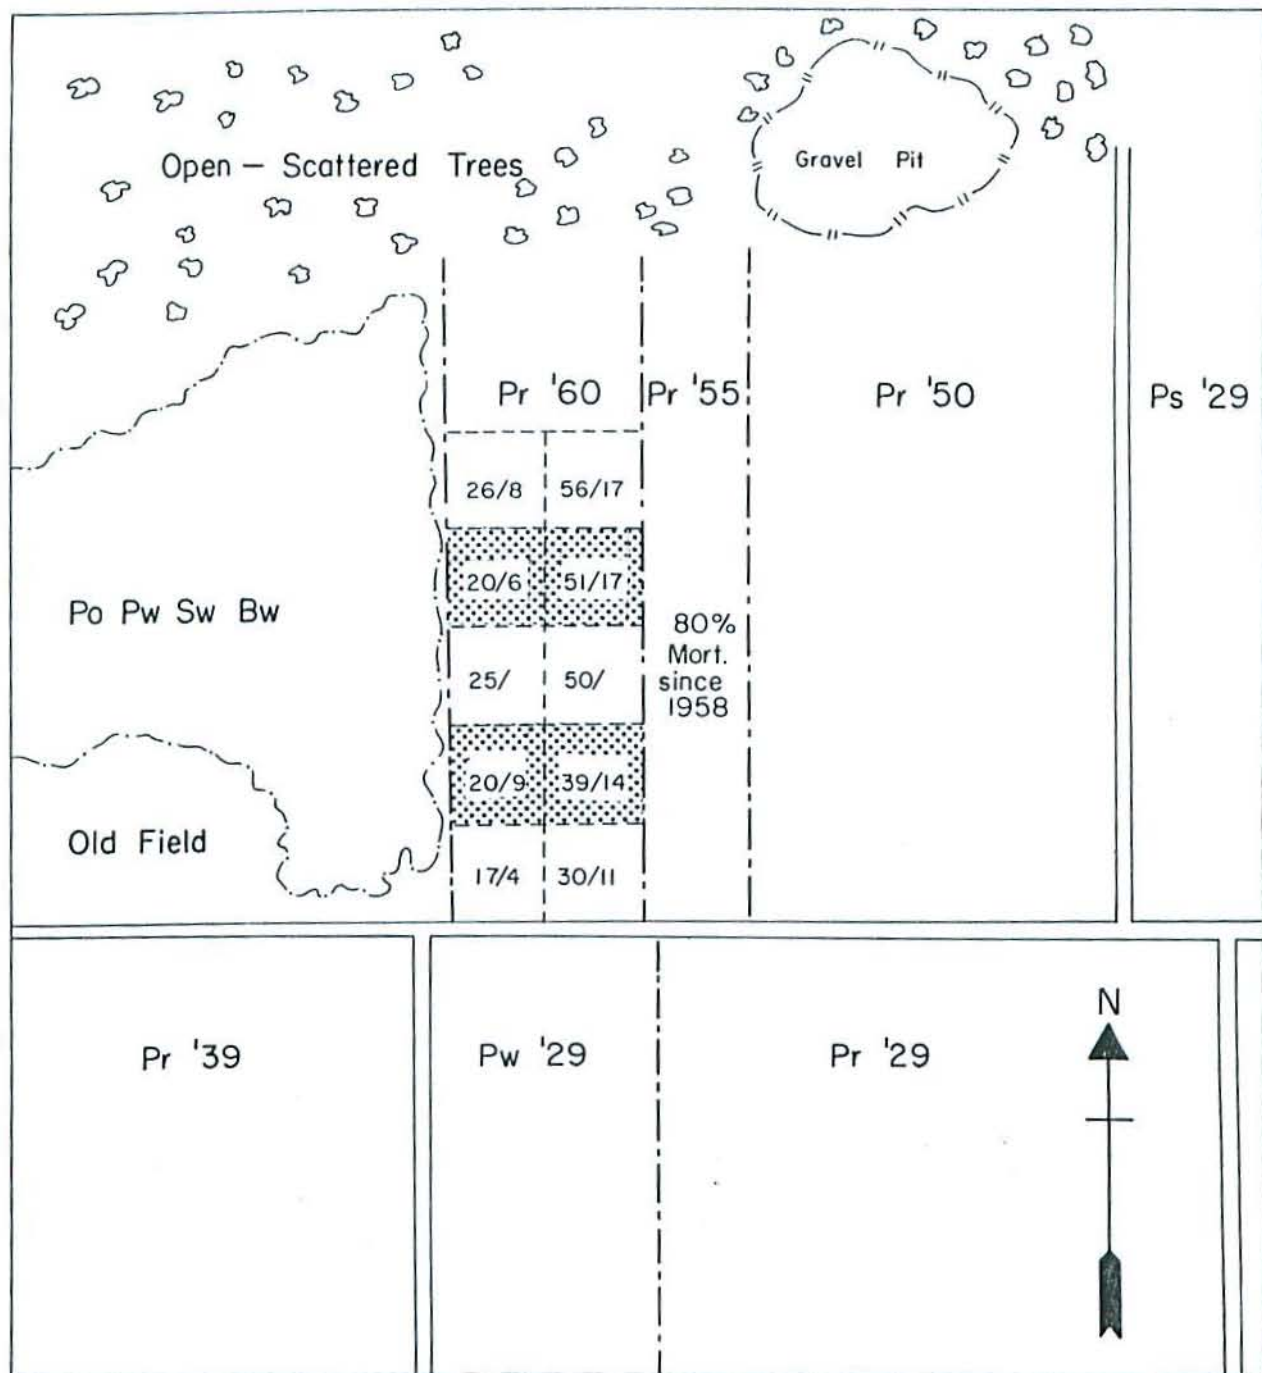 Open – Scattered Trees
Gravel Pit
Pr '60
Pr '55
Pr '50
Ps '29
26/8
56/17
20/6
51/17
Po Pw Sw Bw
80%
Mort.
since
1958
25/
50/
20/9
39/14
Old Field
17/4
30/11
Pr '39
Pw '29
Pr '29
N